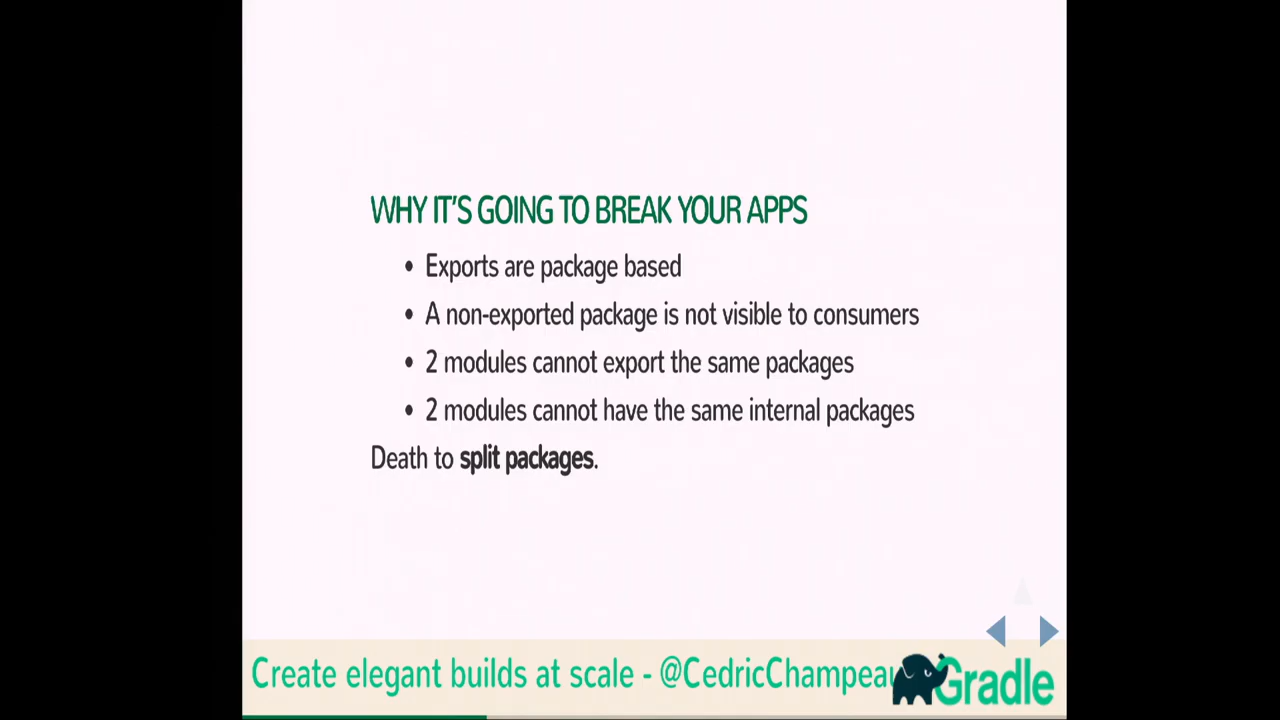 WHY IT'S GOING TO BREAK YOUR APPS
• Exports are package based
• A non-exported package is not visible to consumers
• 2 modules cannot export the same packages
• 2 modules cannot have the same internal packages
Death to split packages.
Create elegant builds at scale - @CedricChampeau
Gradle